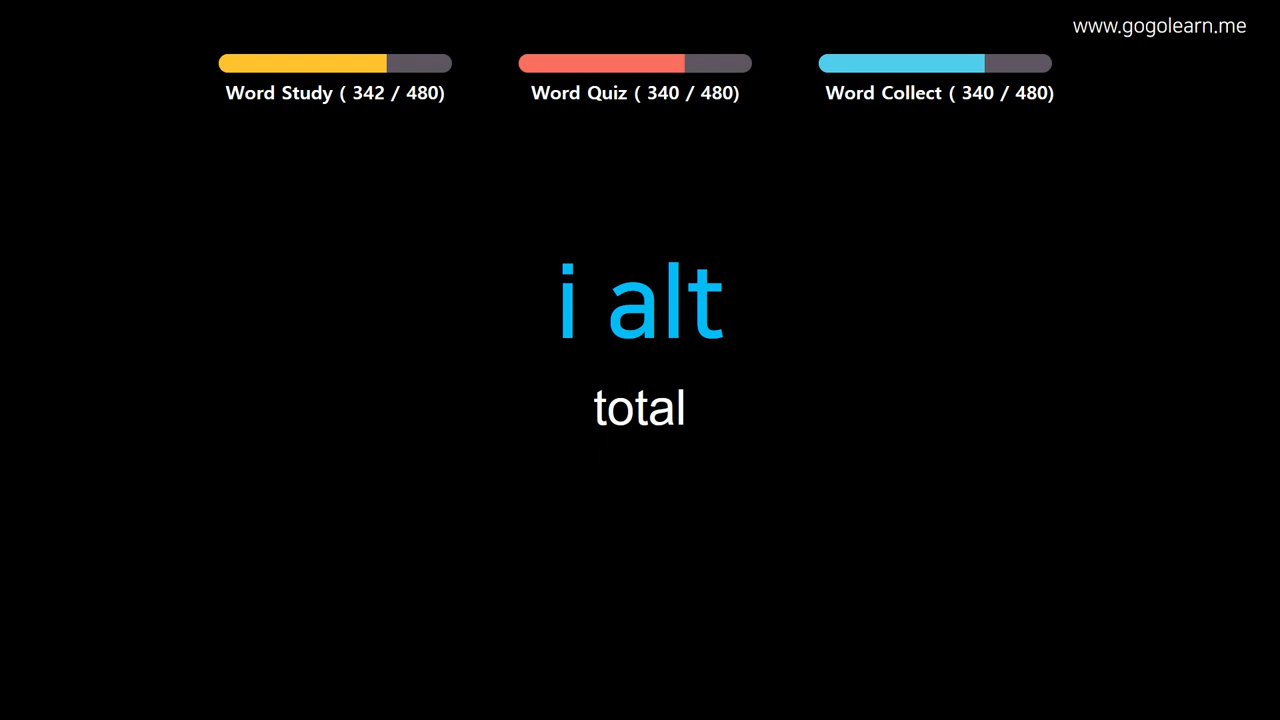 www.gogolearn.me
Word Study ( 342 / 480)
Word Quiz ( 340 / 480)
Word Collect ( 340 / 480)
i alt
total